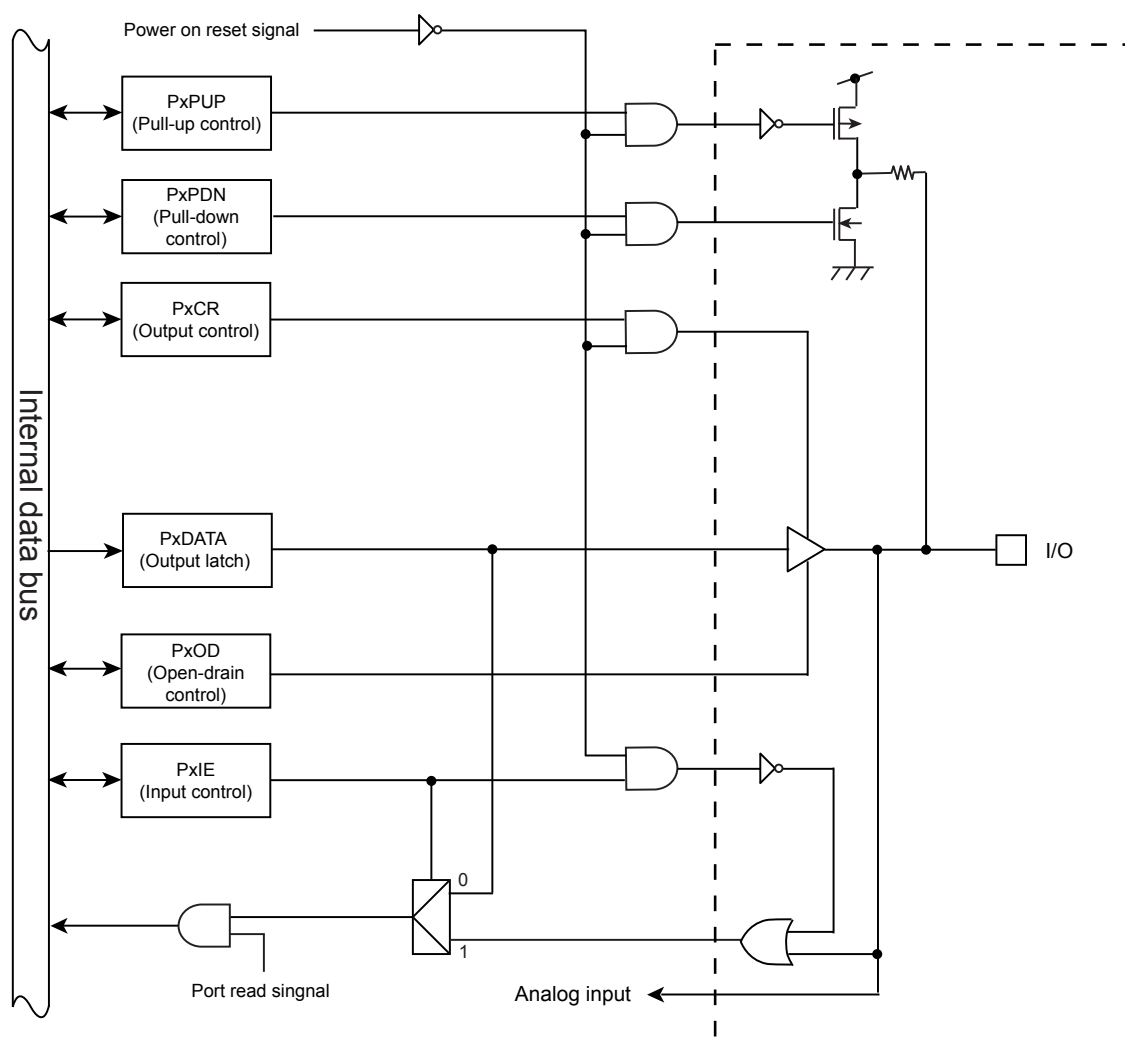 Power on reset signal
PxPUP
(Pull-up control)
PxPDN
(Pull-down
control)
PxCR
(Output control)
Internal data bus
PxDATA
(Output latch)
I/O
PxOD
(Open-drain
control)
PxIE
(Input control)
0
1
Port read singnal
Analog input